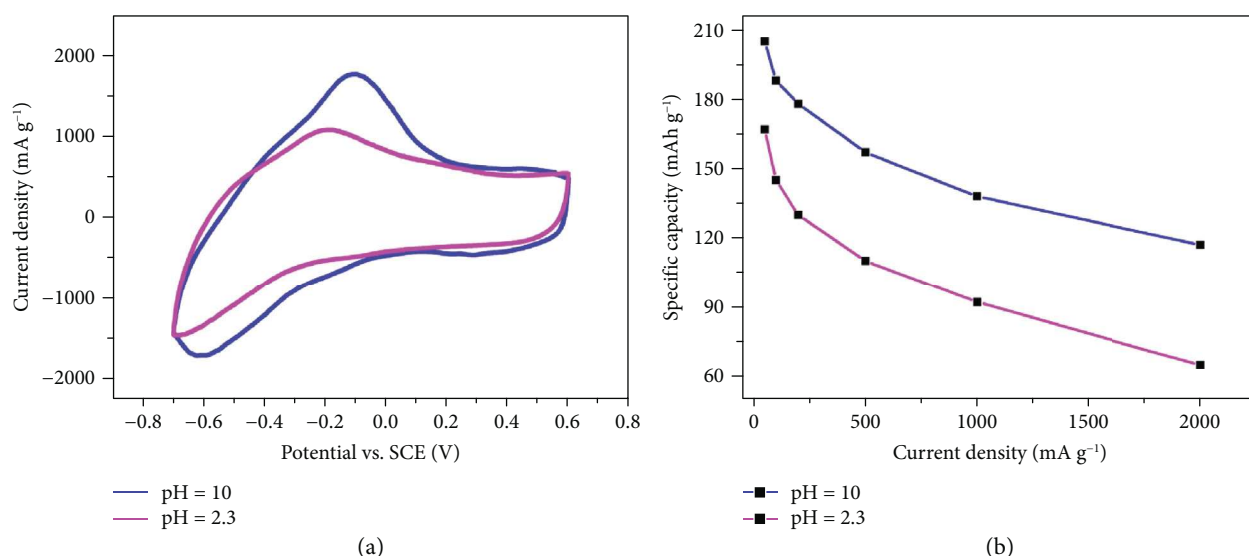 2000
1000
0
−1000
−2000
Current density (mA g⁻¹)
−0.8 −0.6 −0.4 −0.2 0.0 0.2 0.4 0.6 0.8
Potential vs. SCE (V)
pH = 10
pH = 2.3
(a)
210
180
150
120
90
60
Specific capacity (mAh g⁻¹)
0 500 1000 1500 2000
Current density (mA g⁻¹)
pH = 10
pH = 2.3
(b)